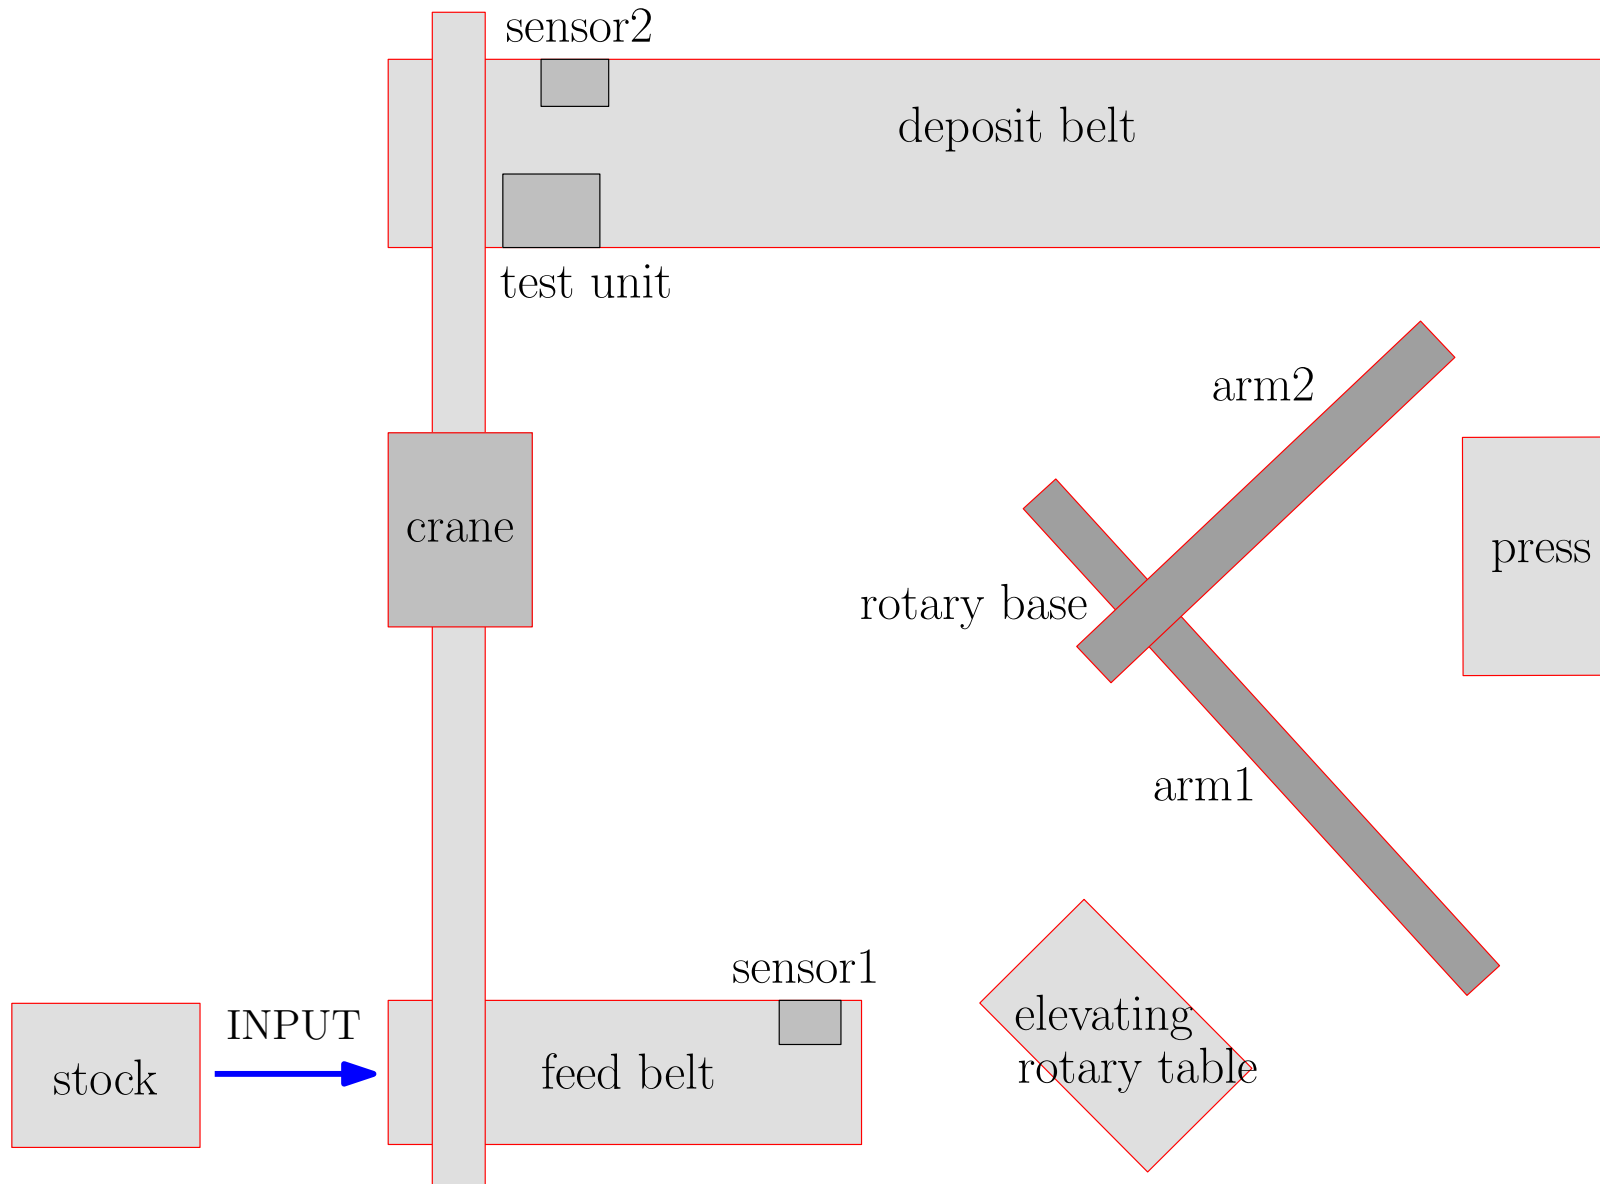 sensor2
deposit belt
test unit
arm2
crane
press
rotary base
arm1
sensor1
elevating
rotary table
INPUT
stock
feed belt